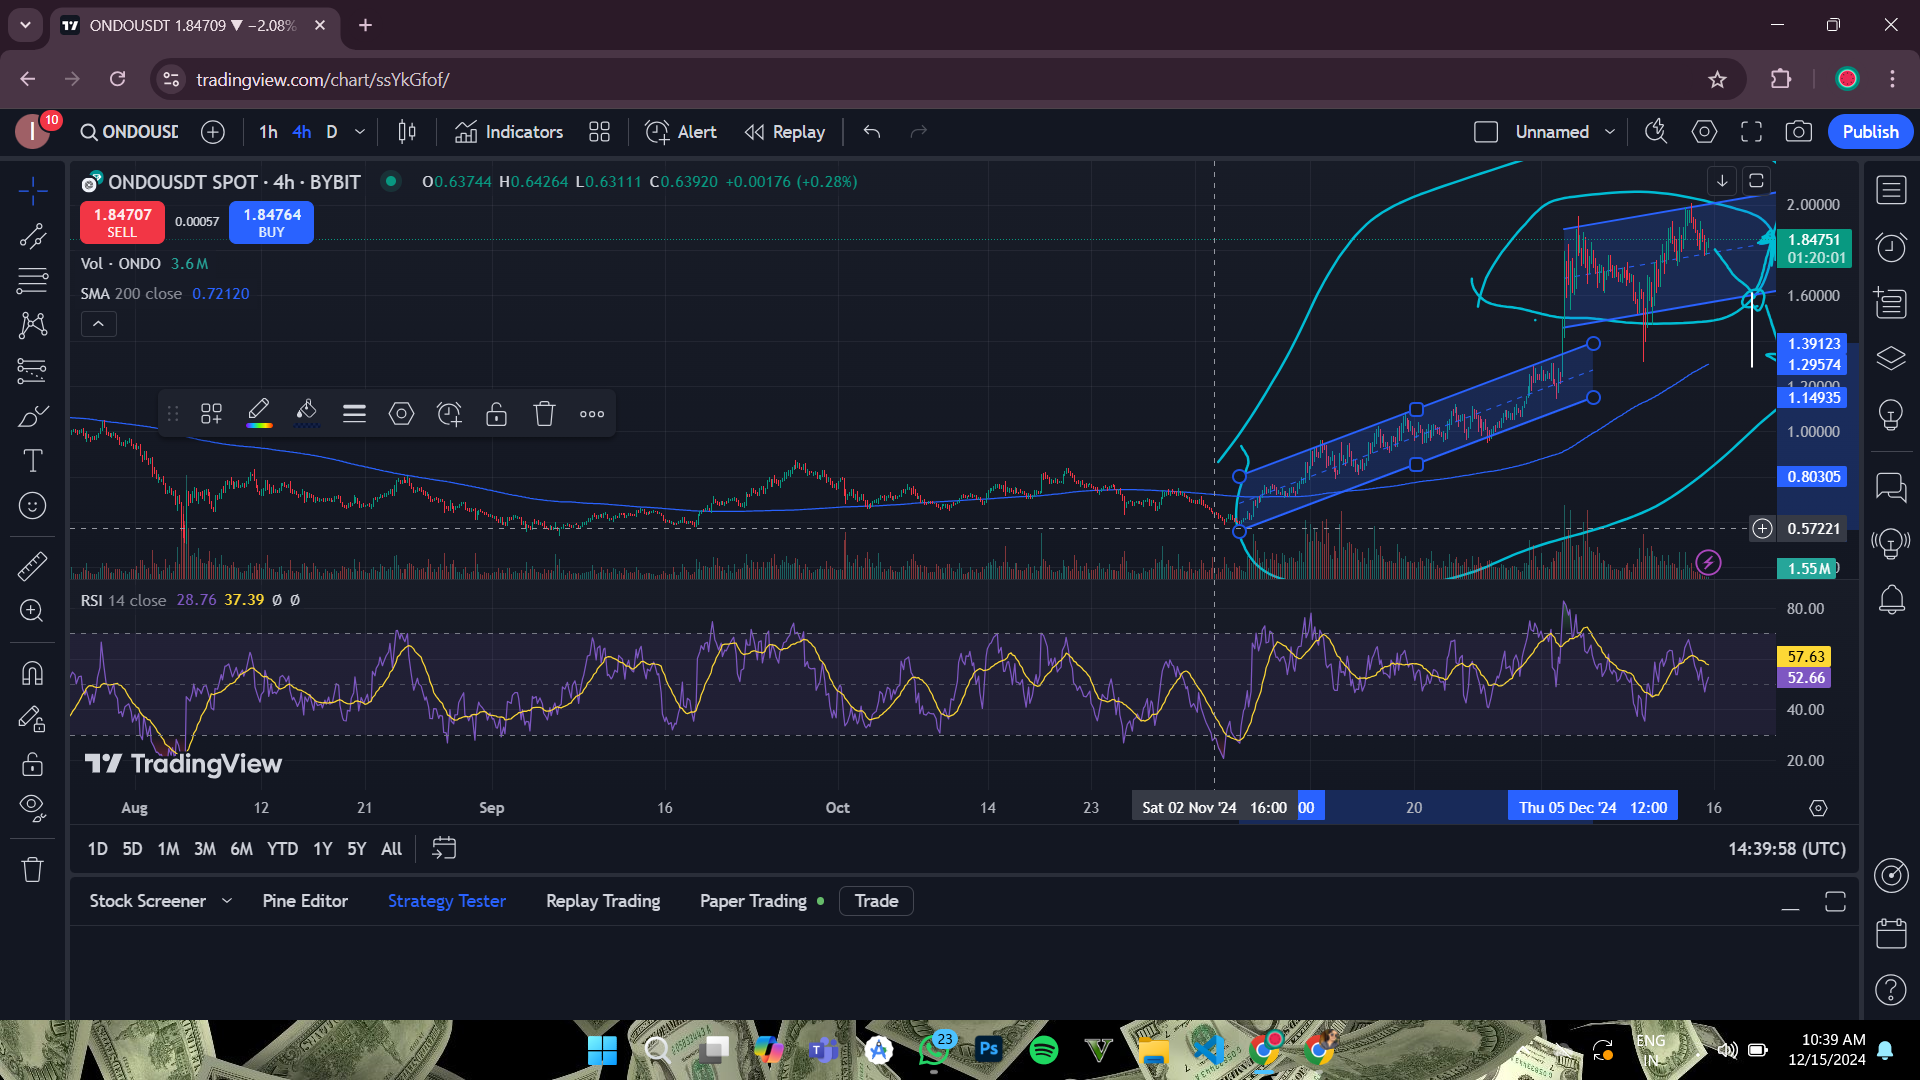 ONDOUSDT 1.84709 ▼ −2.08%
tradingview.com/chart/ssYkGfof/
I
10
ONDOUSD
1h 4h D
Indicators
Alert
Replay
Unnamed
Publish
ONDOUSDT SPOT · 4h · BYBIT
O0.63744 H0.64264 L0.63111 C0.63920 +0.00176 (+0.28%)
1.84707
SELL
0.00057
1.84764
BUY
Vol · ONDO 3.6 M
SMA 200 close 0.72120
2.00000
1.84751
01:20:01
1.60000
1.39123
1.29574
1.20000
1.14935
1.00000
0.80305
0.57221
1.55 M
RSI 14 close 28.76 37.39 Ø Ø
80.00
57.63
52.66
40.00
20.00
TradingView
Aug 12 21 Sep 16 Oct 14 23 Sat 02 Nov '24 16:00 00 20 Thu 05 Dec '24 12:00 16
1D 5D 1M 3M 6M YTD 1Y 5Y All
14:39:58 (UTC)
Stock Screener Pine Editor Strategy Tester Replay Trading Paper Trading Trade
23
Ps
ENG
IN
10:39 AM
12/15/2024